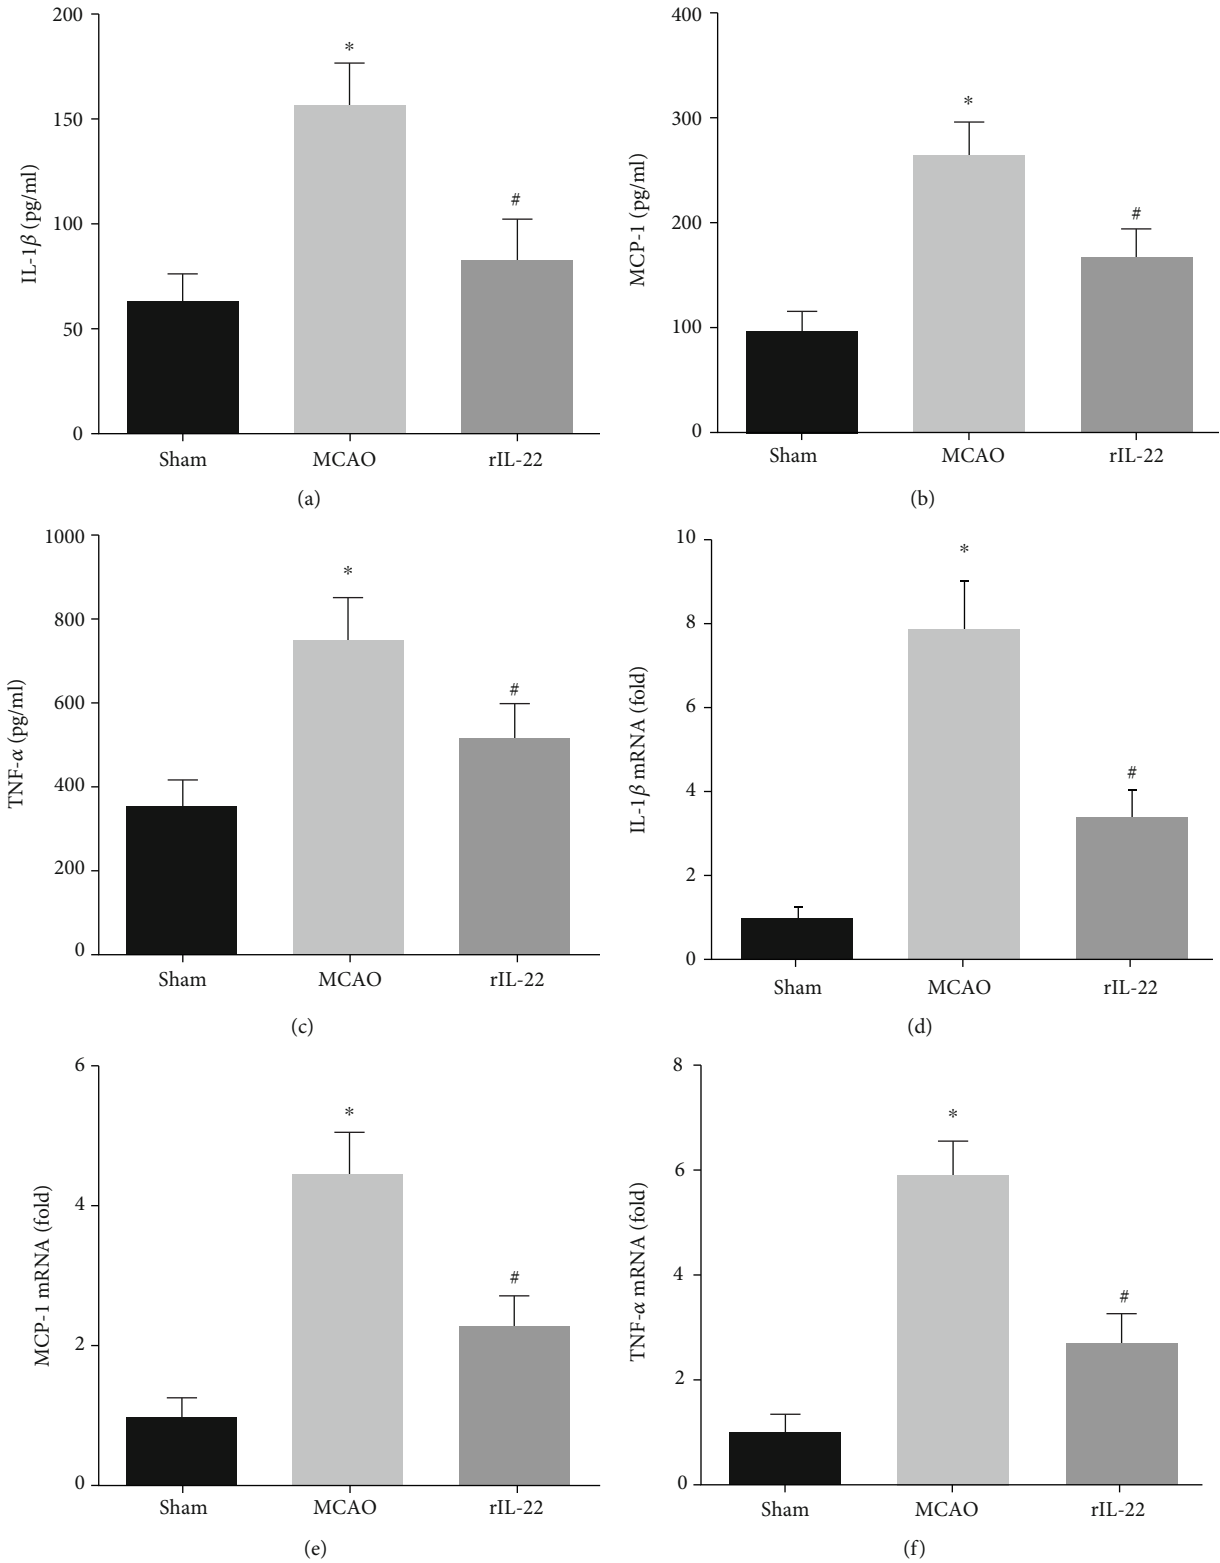 200
150
100
50
0
IL-1β (pg/ml)
*
#
Sham MCAO rIL-22
(a)
400
300
200
100
0
MCP-1 (pg/ml)
*
#
Sham MCAO rIL-22
(b)
1000
800
600
400
200
0
TNF-α (pg/ml)
*
#
Sham MCAO rIL-22
(c)
10
8
6
4
2
0
IL-1β mRNA (fold)
*
#
Sham MCAO rIL-22
(d)
6
4
2
0
MCP-1 mRNA (fold)
*
#
Sham MCAO rIL-22
(e)
8
6
4
2
0
TNF-α mRNA (fold)
*
#
Sham MCAO rIL-22
(f)